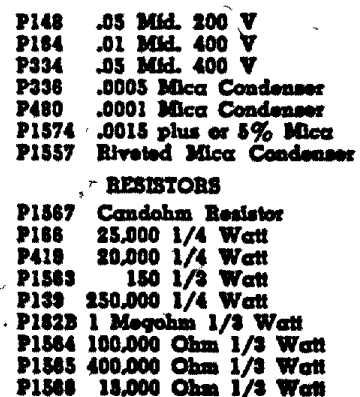 P148 .05 Mfd. 200 V
P184 .01 Mfd. 400 V
P334 .05 Mfd. 400 V
P336 .0005 Mica Condenser
P480 .0001 Mica Condenser
P1574 .0015 plus or 5% Mica
P1557 Riveted Mica Condenser
RESISTORS
P1567 Candohm Resistor
P186 25,000 1/4 Watt
P419 20,000 1/4 Watt
P1563 150 1/3 Watt
P139 250,000 1/4 Watt
P182B 1 Megohm 1/3 Watt
P1564 100,000 Ohm 1/3 Watt
P1565 400,000 Ohm 1/3 Watt
P1568 15,000 Ohm 1/3 Watt